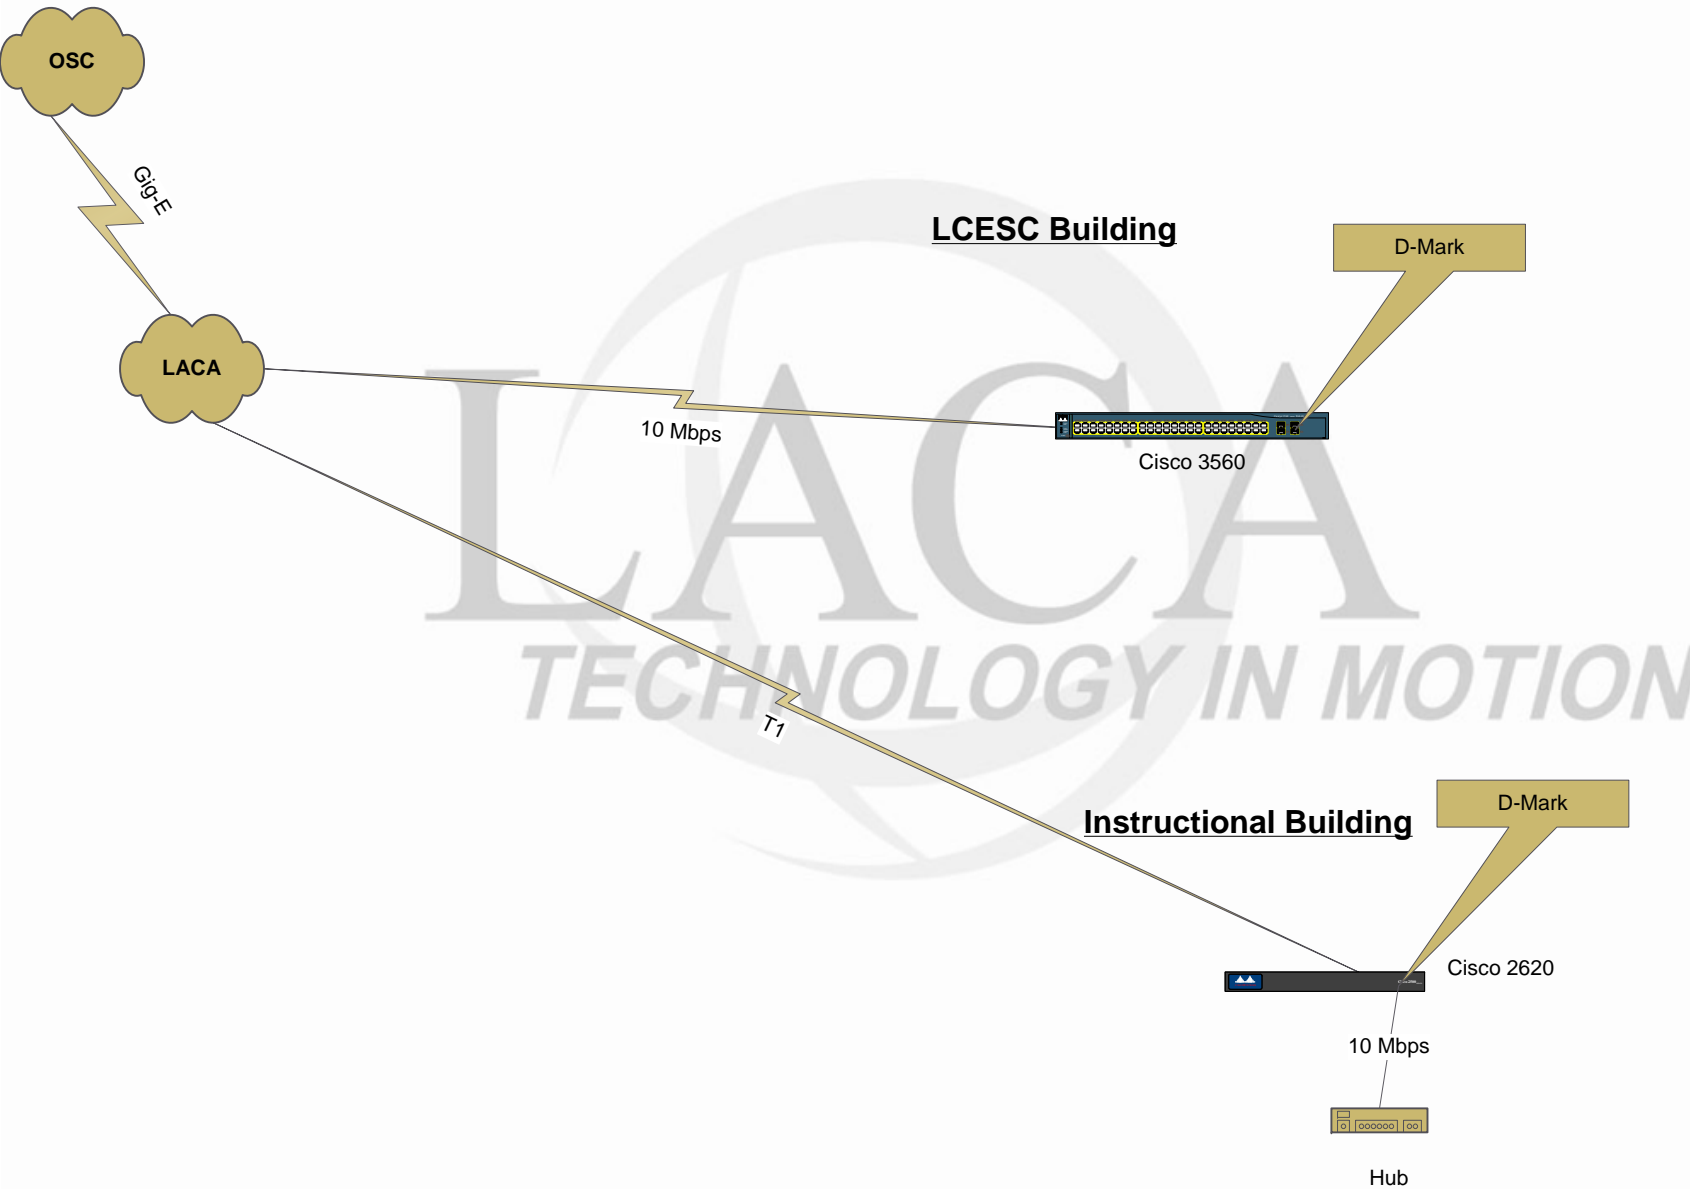 OSC
Gig-E
LCESC Building
D-Mark
LACA
10 Mbps
Cisco 3560
LACA
TECHNOLOGY IN MOTION
T1
Instructional Building
D-Mark
Cisco 2620
10 Mbps
Hub